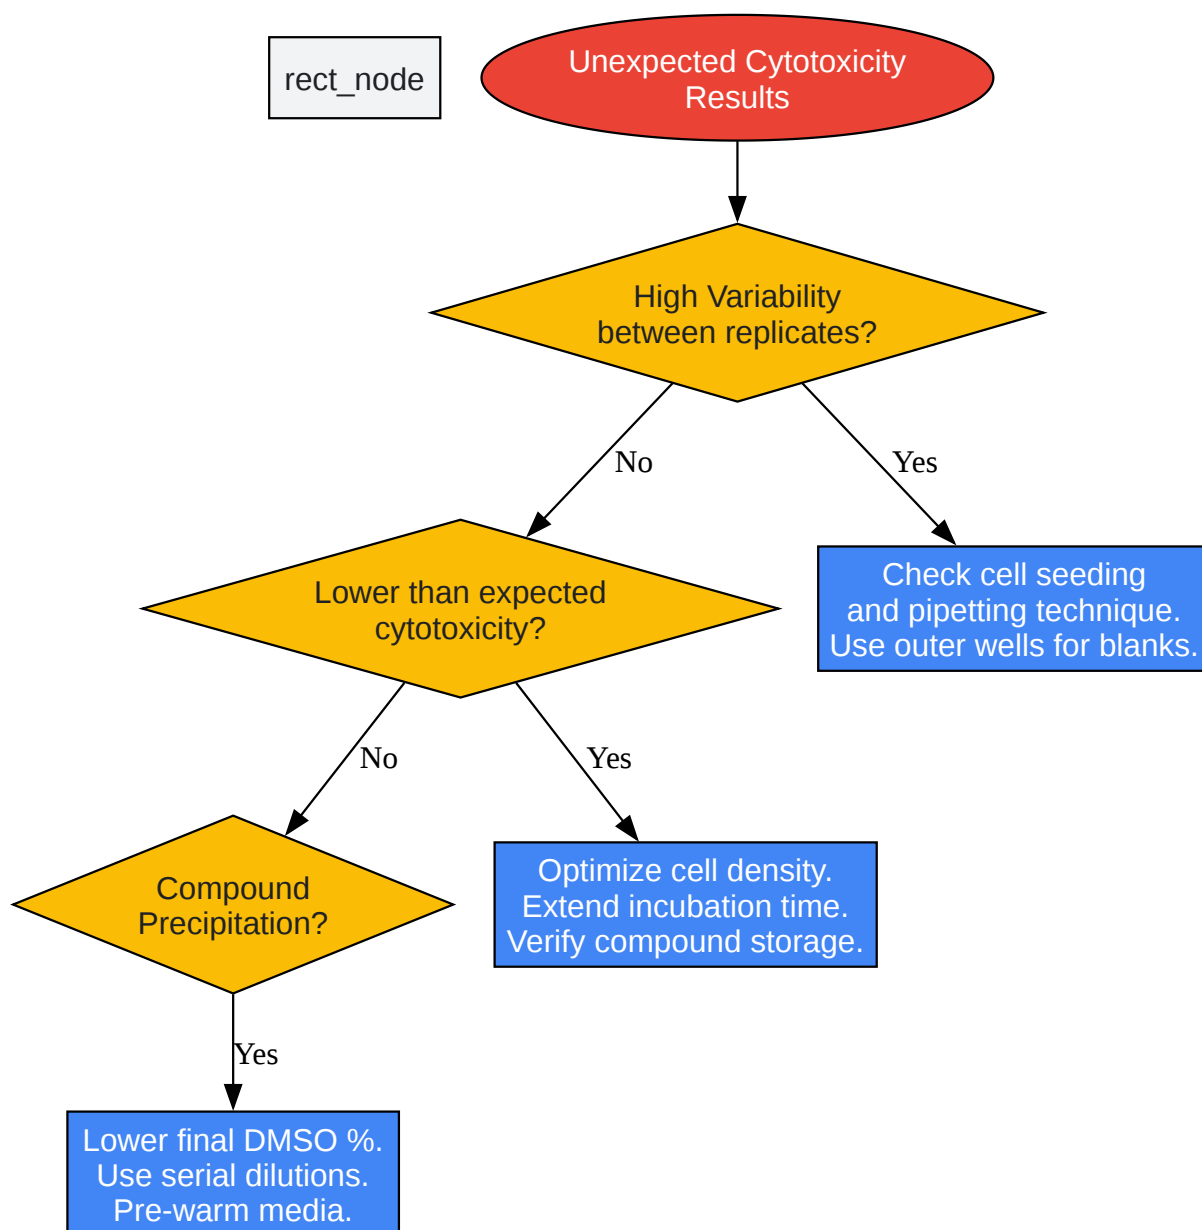 rect_node
Unexpected Cytotoxicity
Results
High Variability
between replicates?
No
Yes
Lower than expected
cytotoxicity?
Check cell seeding
and pipetting technique.
Use outer wells for blanks.
No
Yes
Compound
Precipitation?
Optimize cell density.
Extend incubation time.
Verify compound storage.
Yes
Lower final DMSO %.
Use serial dilutions.
Pre-warm media.